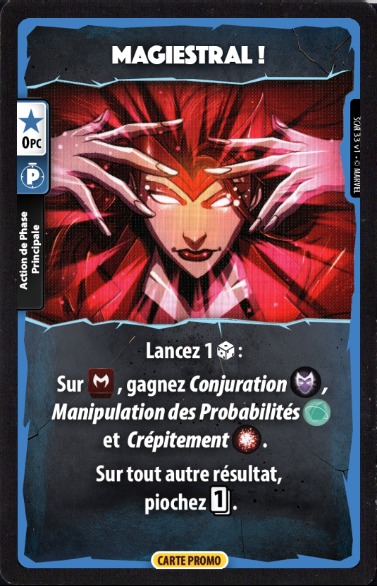 MAGIESTRAL !
0PC
P
Action de Phase
Principale
SCAR 3.3 v1 - © MARVEL
Lancez 1 :
Sur , gagnez Conjuration ,
Manipulation des Probabilités
et Crépitement .
Sur tout autre résultat,
piochez 1 .
CARTE PROMO